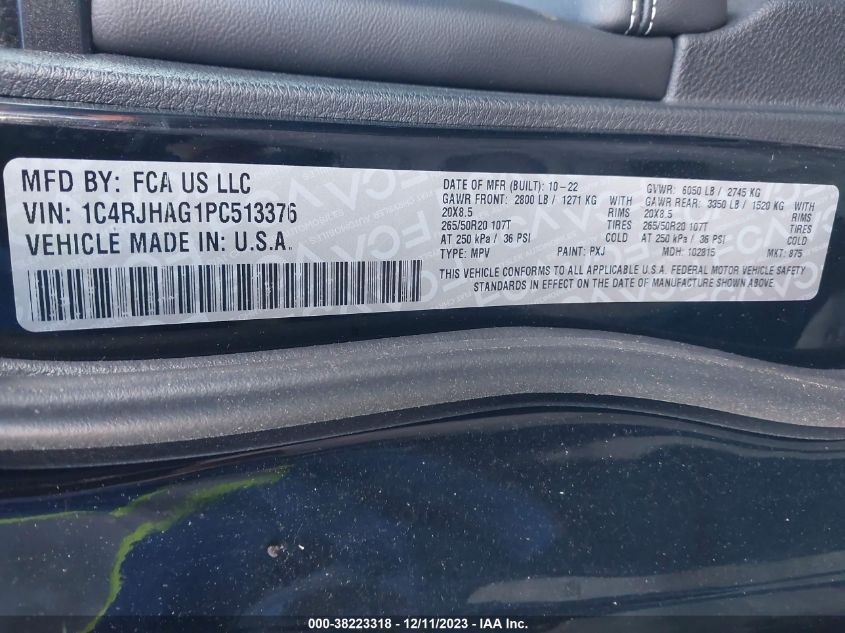 MFD BY: FCA US LLC
VIN: 1C4RJHAG1PC513376
VEHICLE MADE IN: U.S.A.
DATE OF MFR (BUILT): 10-22 GVWR: 6050 LB / 2745 KG
GAWR FRONT: 2800 LB / 1271 KG WITH GAWR REAR: 3350 LB / 1520 KG WITH
20X8.5 RIMS 20X8.5 RIMS
265/50R20 107T TIRES 265/50R20 107T TIRES
AT 250 kPa / 36 PSI COLD AT 250 kPa / 36 PSI COLD
TYPE: MPV PAINT: PXJ MDH: 102815 MKT: 875
THIS VEHICLE CONFORMS TO ALL APPLICABLE U.S.A. FEDERAL MOTOR VEHICLE SAFETY
STANDARDS IN EFFECT ON THE DATE OF MANUFACTURE SHOWN ABOVE.
000-38223318 - 12/11/2023 - IAAI.com